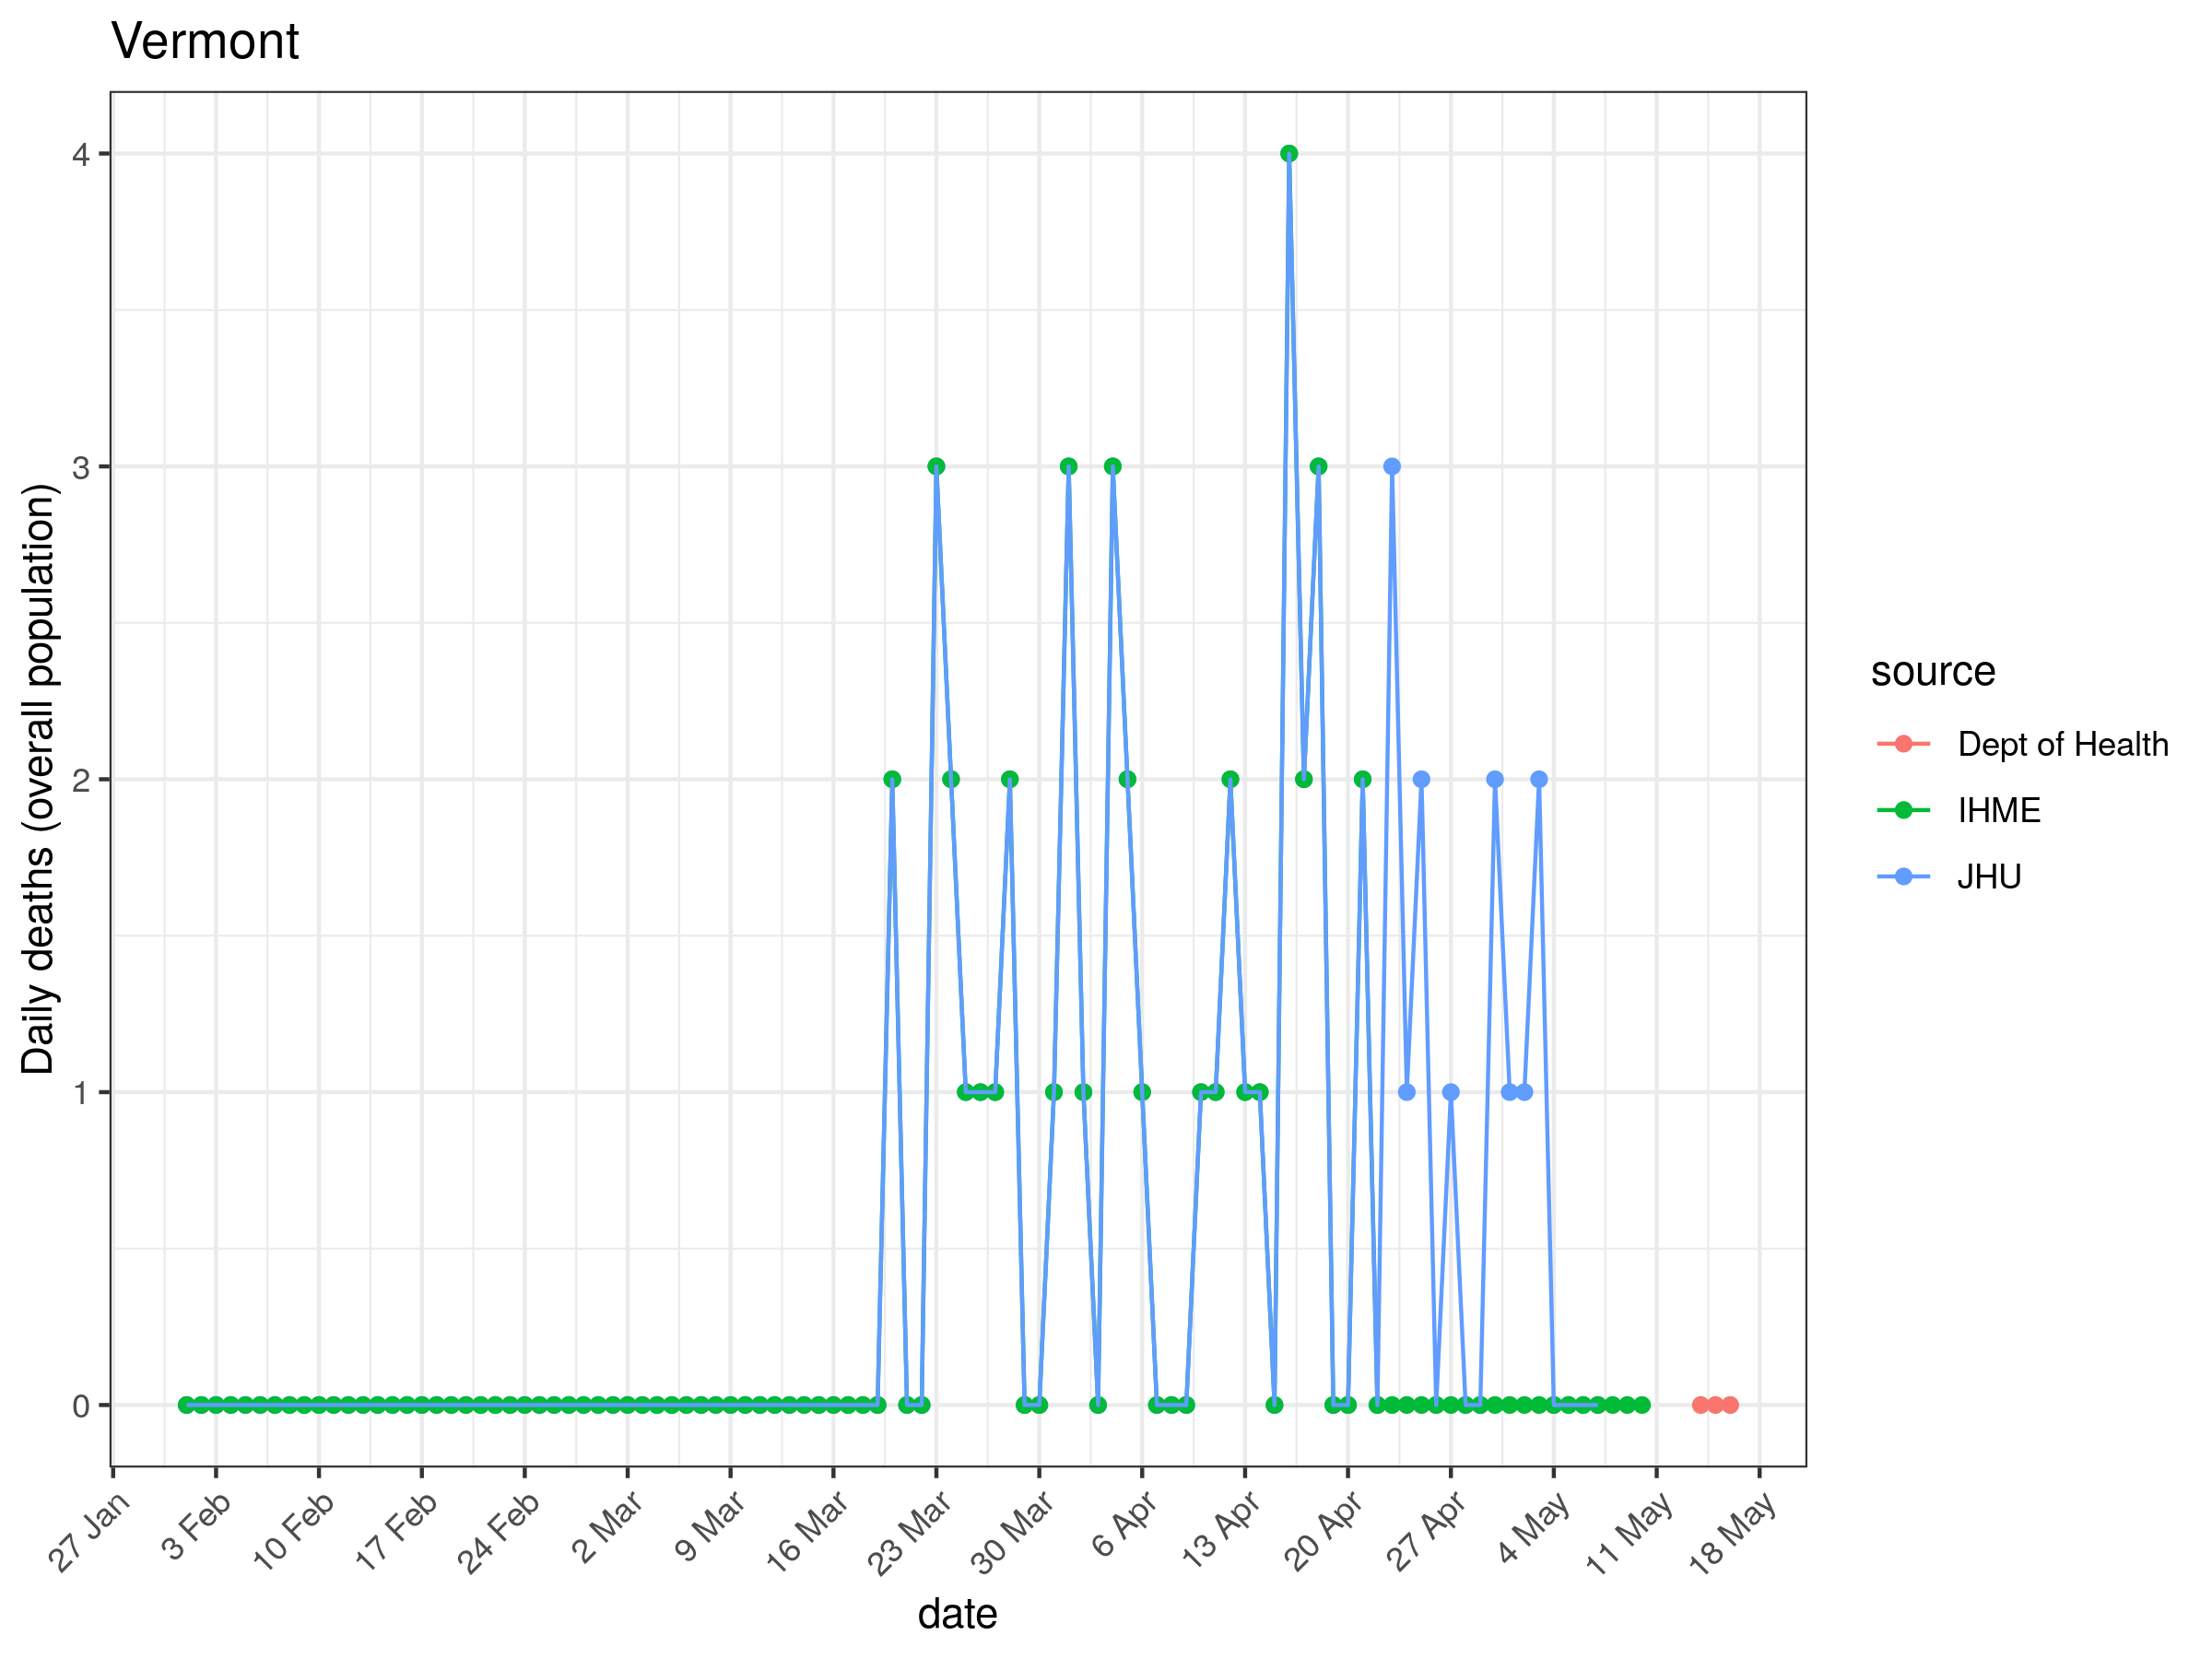 Vermont
Daily deaths (overall population)
4
3
2
1
0
27 Jan
3 Feb
10 Feb
17 Feb
24 Feb
2 Mar
9 Mar
16 Mar
23 Mar
30 Mar
6 Apr
13 Apr
20 Apr
27 Apr
4 May
11 May
18 May
date
source
Dept of Health
IHME
JHU